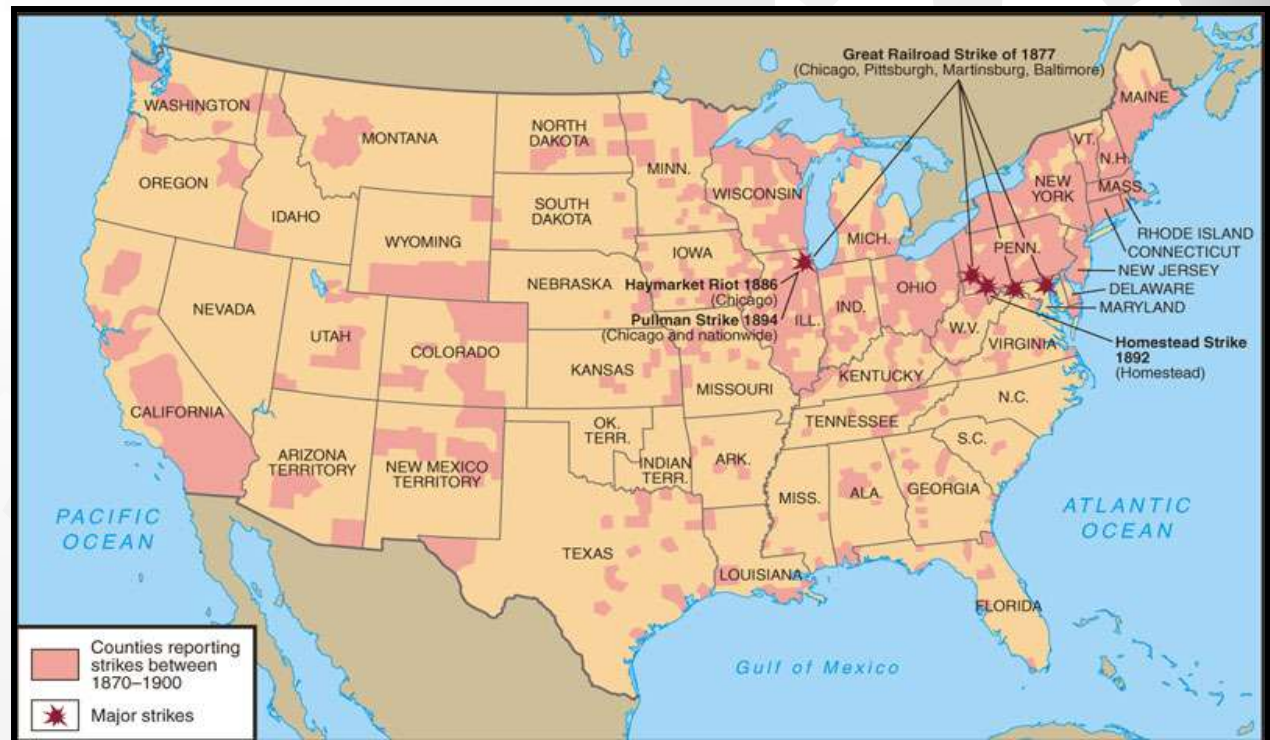 Great Railroad Strike of 1877
(Chicago, Pittsburgh, Martinsburg, Baltimore)
WASHINGTON
MONTANA
NORTH
DAKOTA
MINN.
MAINE
VT.
N.H.
OREGON
IDAHO
WYOMING
SOUTH
DAKOTA
WISCONSIN
MICH.
NEW
YORK
MASS.
RHODE ISLAND
CONNECTICUT
NEW JERSEY
DELAWARE
MARYLAND
IOWA
NEBRASKA
Haymarket Riot 1886
(Chicago)
Pullman Strike 1894
(Chicago and nationwide)
ILL.
IND.
OHIO
PENN.
W.V.
VIRGINIA
Homestead Strike
1892
(Homestead)
NEVADA
UTAH
COLORADO
KANSAS
MISSOURI
KENTUCKY
CALIFORNIA
ARIZONA
TERRITORY
NEW MEXICO
TERRITORY
OK.
TERR.
INDIAN
TERR.
ARK.
TENNESSEE
N.C.
S.C.
MISS.
ALA.
GEORGIA
TEXAS
LOUISIANA
FLORIDA
PACIFIC
OCEAN
ATLANTIC
OCEAN
Gulf of Mexico
Counties reporting
strikes between
1870–1900
Major strikes